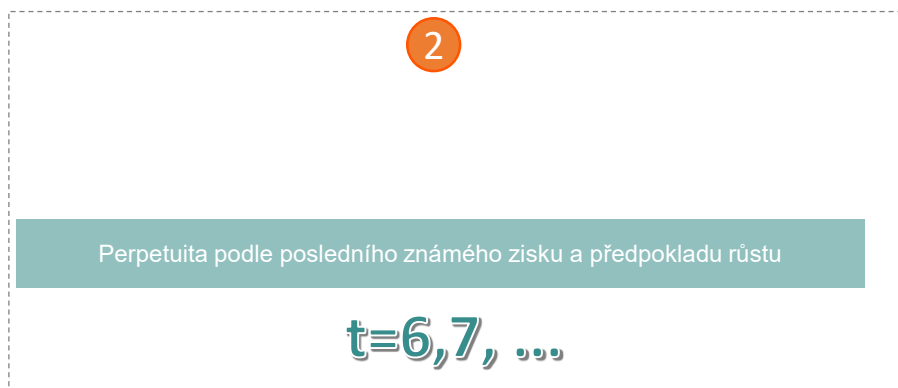 2
Perpetuita podle posledního známého zisku a předpokladu růstu
t=6,7, ...